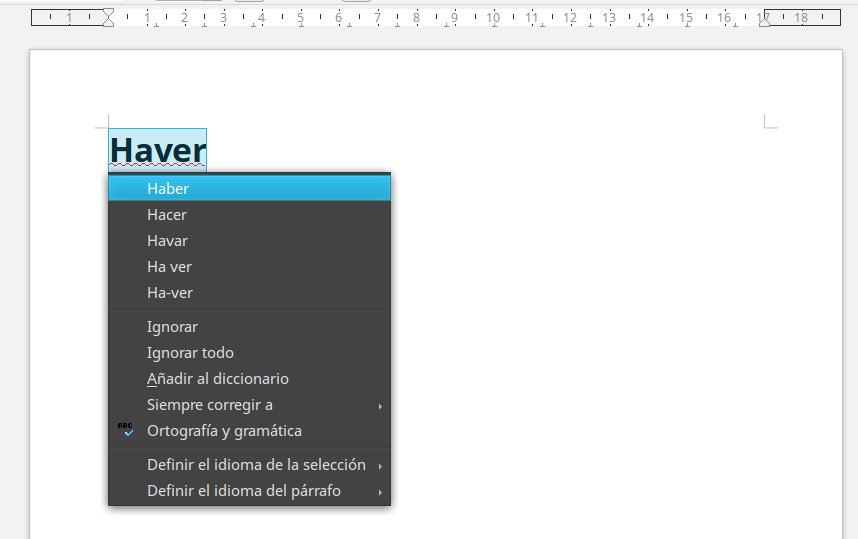 1 1 2 3 4 5 6 7 8 9 10 11 12 13 14 15 16 17 18
Haver
Haber
Hacer
Havar
Ha ver
Ha-ver
Ignorar
Ignorar todo
Añadir al diccionario
Siempre corregir a
ABC Ortografía y gramática
Definir el idioma de la selección
Definir el idioma del párrafo